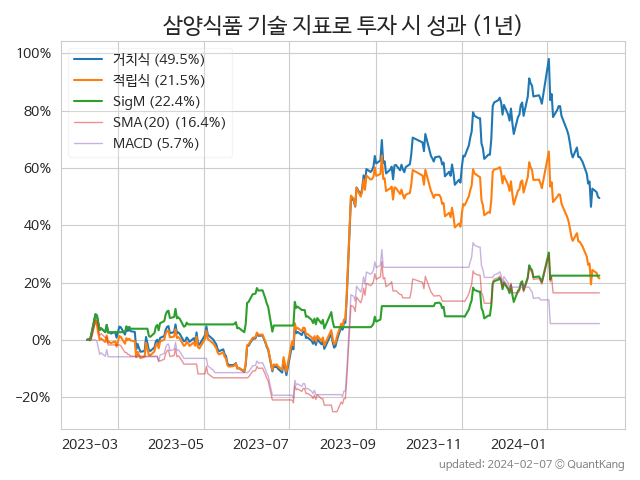 삼양식품 기술 지표로 투자 시 성과 (1년)
100%
80%
60%
40%
20%
0%
−20%
거치식 (49.5%)
적립식 (21.5%)
SigM (22.4%)
SMA(20) (16.4%)
MACD (5.7%)
2023-03 2023-05 2023-07 2023-09 2023-11 2024-01
updated: 2024-02-07 © QuantKang